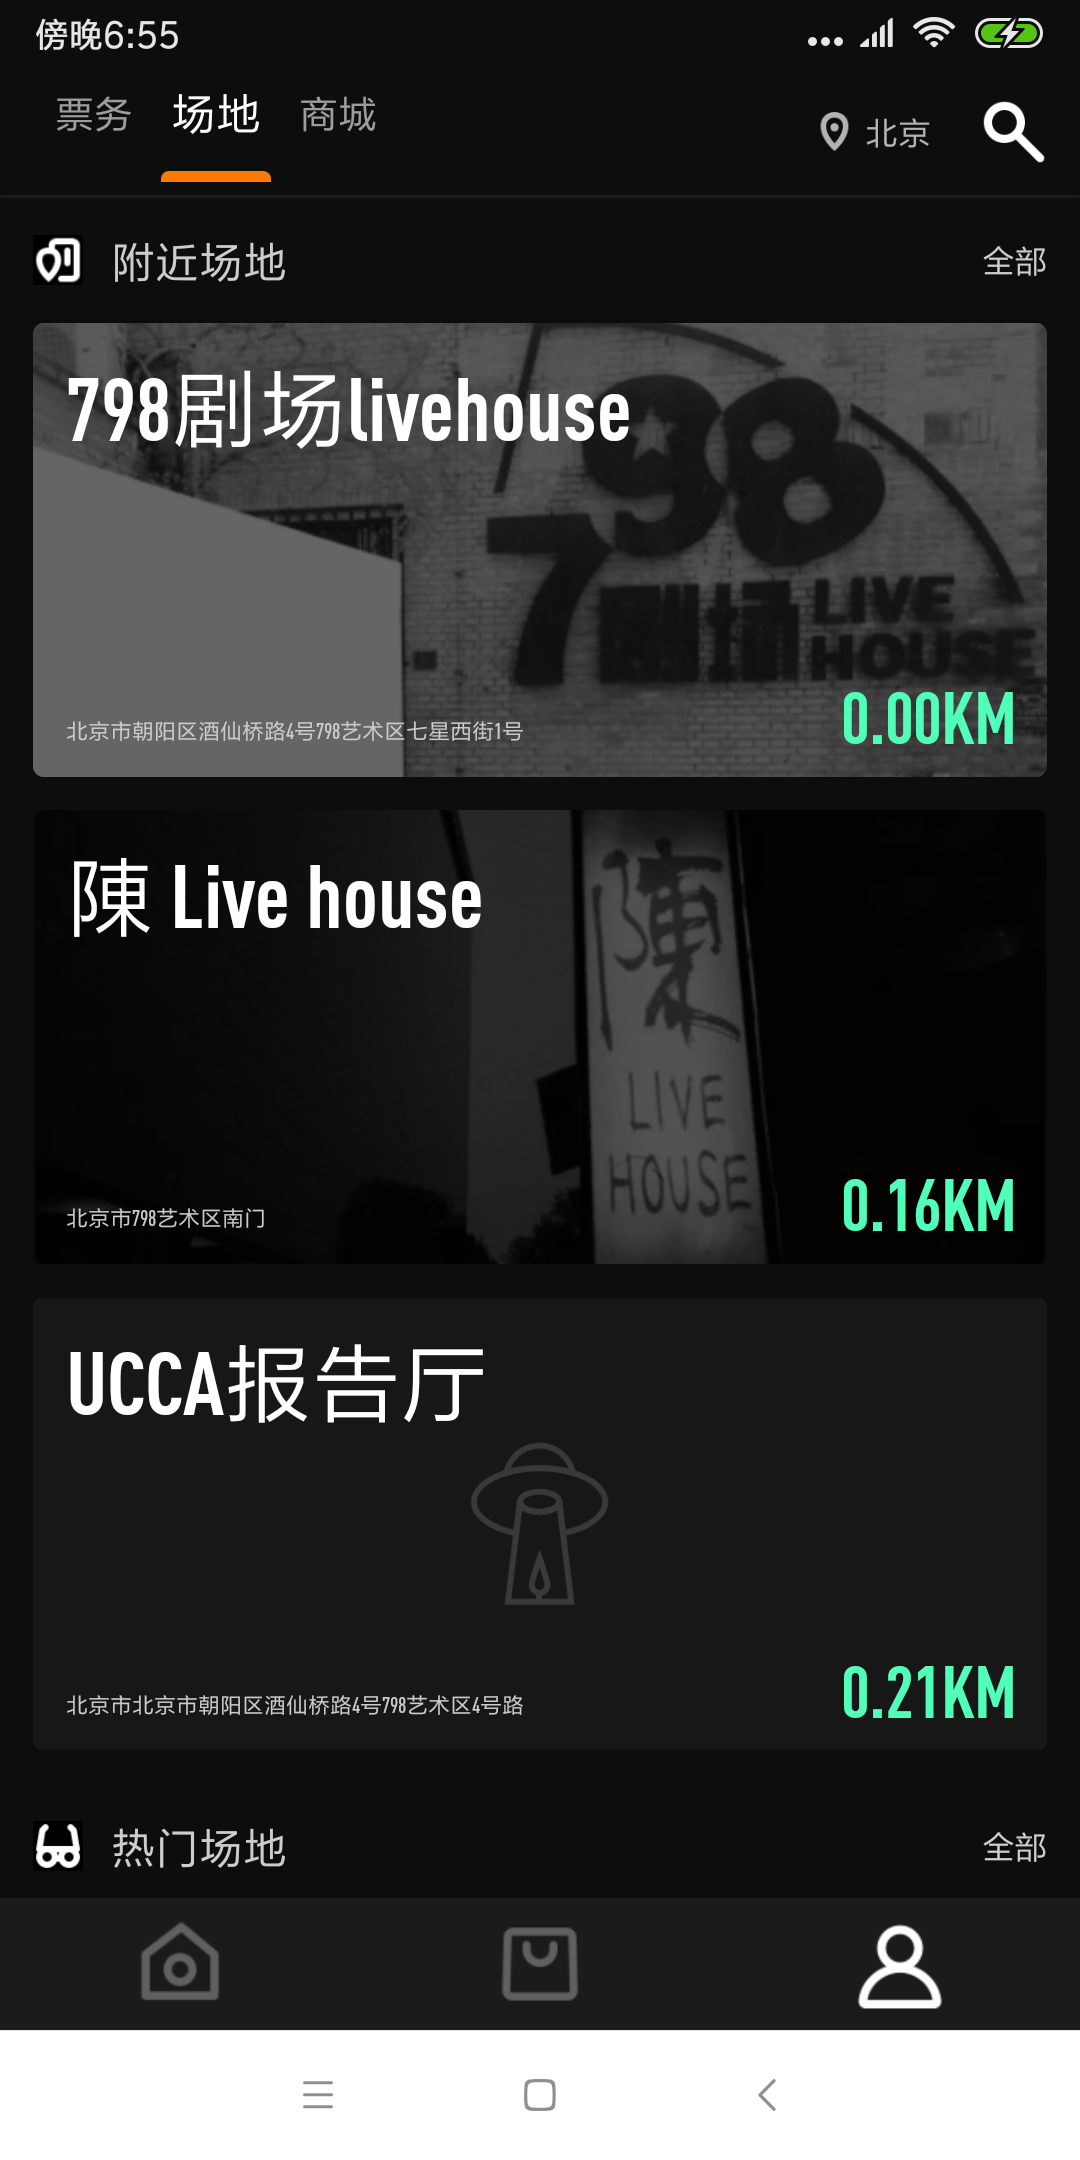 傍晚6:55
票务 场地 商城
北京
附近场地 全部
798剧场livehouse
798
剧场 LIVE
HOUSE
北京市朝阳区酒仙桥路4号798艺术区七星西街1号
0.00KM
陳 Live house
陳
LIVE
HOUSE
北京市798艺术区南门
0.16KM
UCCA报告厅
北京市北京市朝阳区酒仙桥路4号798艺术区4号路
0.21KM
热门场地 全部